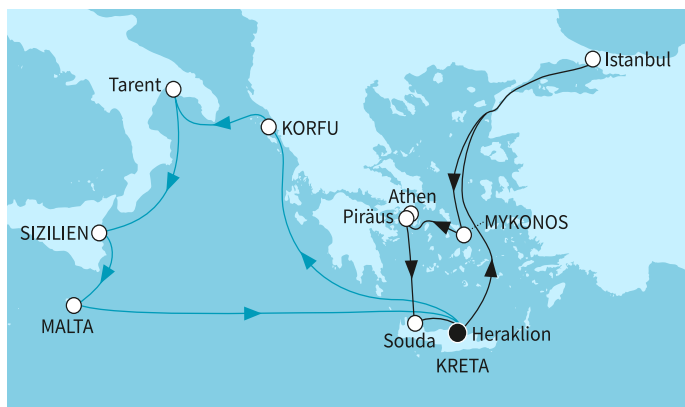 Istanbul
Tarent
KORFU
Athen
Piräus
MYKONOS
SIZILIEN
MALTA
Souda
Heraklion
KRETA